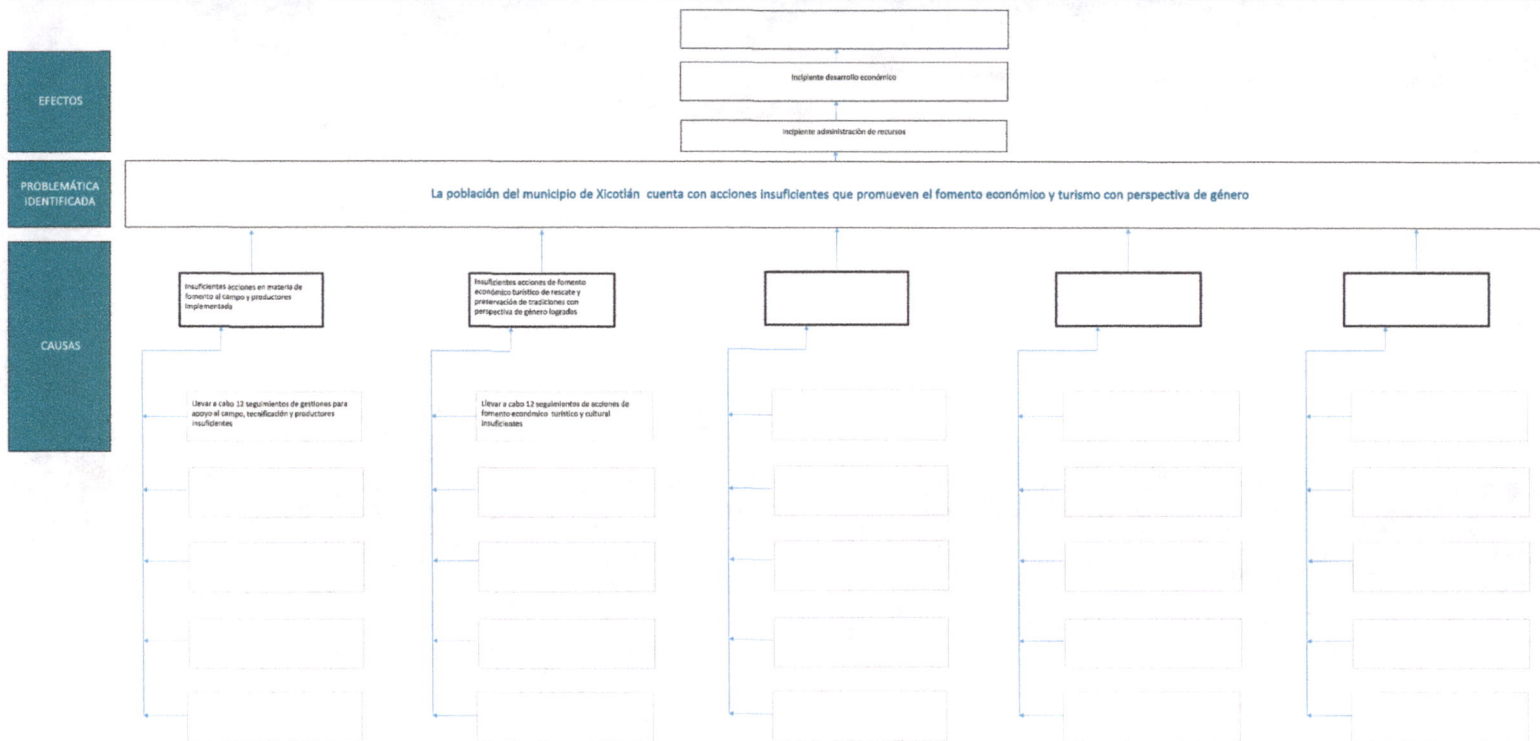 EFECTOS
Incipiente desarrollo económico
Incipiente administración de recursos
PROBLEMÁTICA
IDENTIFICADA
La población del municipio de Xicotlán cuenta con acciones insuficientes que promueven el fomento económico y turismo con perspectiva de género
CAUSAS
Insuficientes acciones en materia de
fomento al campo y productores
implementada
Insuficientes acciones de fomento
económico turístico de rescate y
preservación de tradiciones con
perspectiva de género logrados
Llevar a cabo 12 seguimientos de gestiones para
apoyo al campo, tecnificación y productores
insuficientes
Llevar a cabo 12 seguimientos de acciones de
fomento económico turístico y cultural
insuficientes